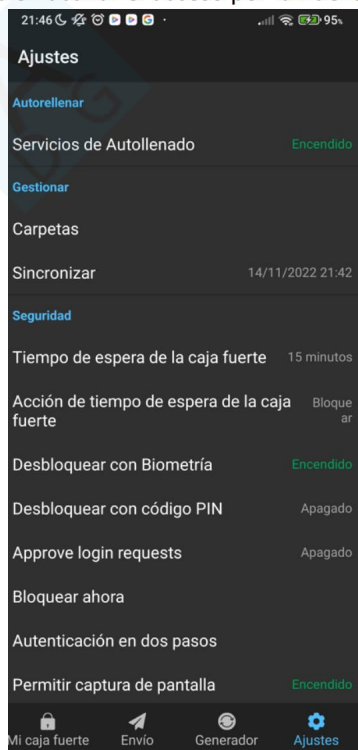 21:46
95%
Ajustes
Autorellenar
Servicios de Autollenado Encendido
Gestionar
Carpetas
Sincronizar 14/11/2022 21:42
Seguridad
Tiempo de espera de la caja fuerte 15 minutos
Acción de tiempo de espera de la caja Bloque
fuerte ar
Desbloquear con Biometría Encendido
Desbloquear con código PIN Apagado
Approve login requests Apagado
Bloquear ahora
Autenticación en dos pasos
Permitir captura de pantalla Encendido
Mi caja fuerte Envío Generador Ajustes